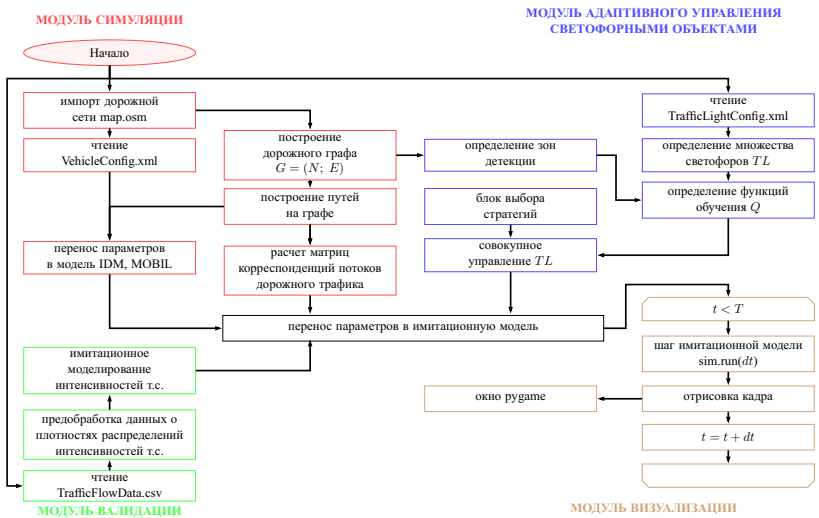 МОДУЛЬ СИМУЛЯЦИИ
МОДУЛЬ АДАПТИВНОГО УПРАВЛЕНИЯ
СВЕТОФОРНЫМИ ОБЪЕКТАМИ
Начало
импорт дорожной
сети map.osm
чтение
VehicleConfig.xml
построение
дорожного графа
G = (N; E)
построение путей
на графе
перенос параметров
в модель IDM, MOBIL
расчет матриц
корреспонденций потоков
дорожного трафика
определение зон
детекции
блок выбора
стратегий
совокупное
управление TL
чтение
TrafficLightConfig.xml
определение множества
светофоров TL
определение функций
обучения Q
перенос параметров в имитационную модель
t < T
шаг имитационной модели
sim.run(dt)
отрисовка кадра
окно pygame
t = t + dt
имитационное
моделирование
интенсивностей т.с.
предобработка данных о
плотностях распределений
интенсивностей т.с.
чтение
TrafficFlowData.csv
МОДУЛЬ ВАЛИДАЦИИ
МОДУЛЬ ВИЗУАЛИЗАЦИИ